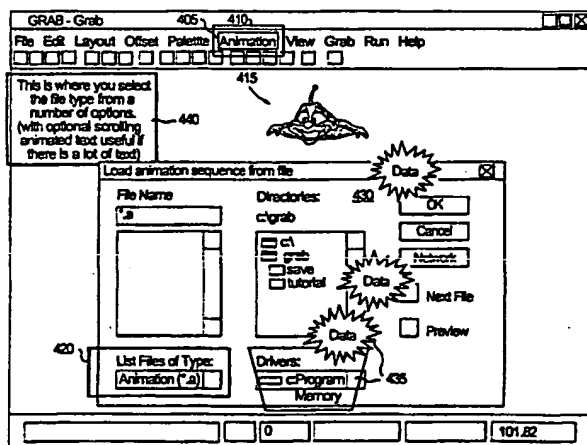 GRAB - Grab
405
410
File Edit Layout Offset Palettte Animation View Grab Run Help
415
This is where you select
the file type from a
number of options.
(with optional scrolling
animated text useful if
there is a lot of text)
440
Load animation sequence from file
Data
File Name
Directories:
430
OK
*.a
c:\grab
Cancel
c:\
grab
Network
save
tutorial
Data
Next File
Data
Preview
420
List Files of Type:
Drivers:
Animation (*.a)
c:Program
435
Memory
0
101.82